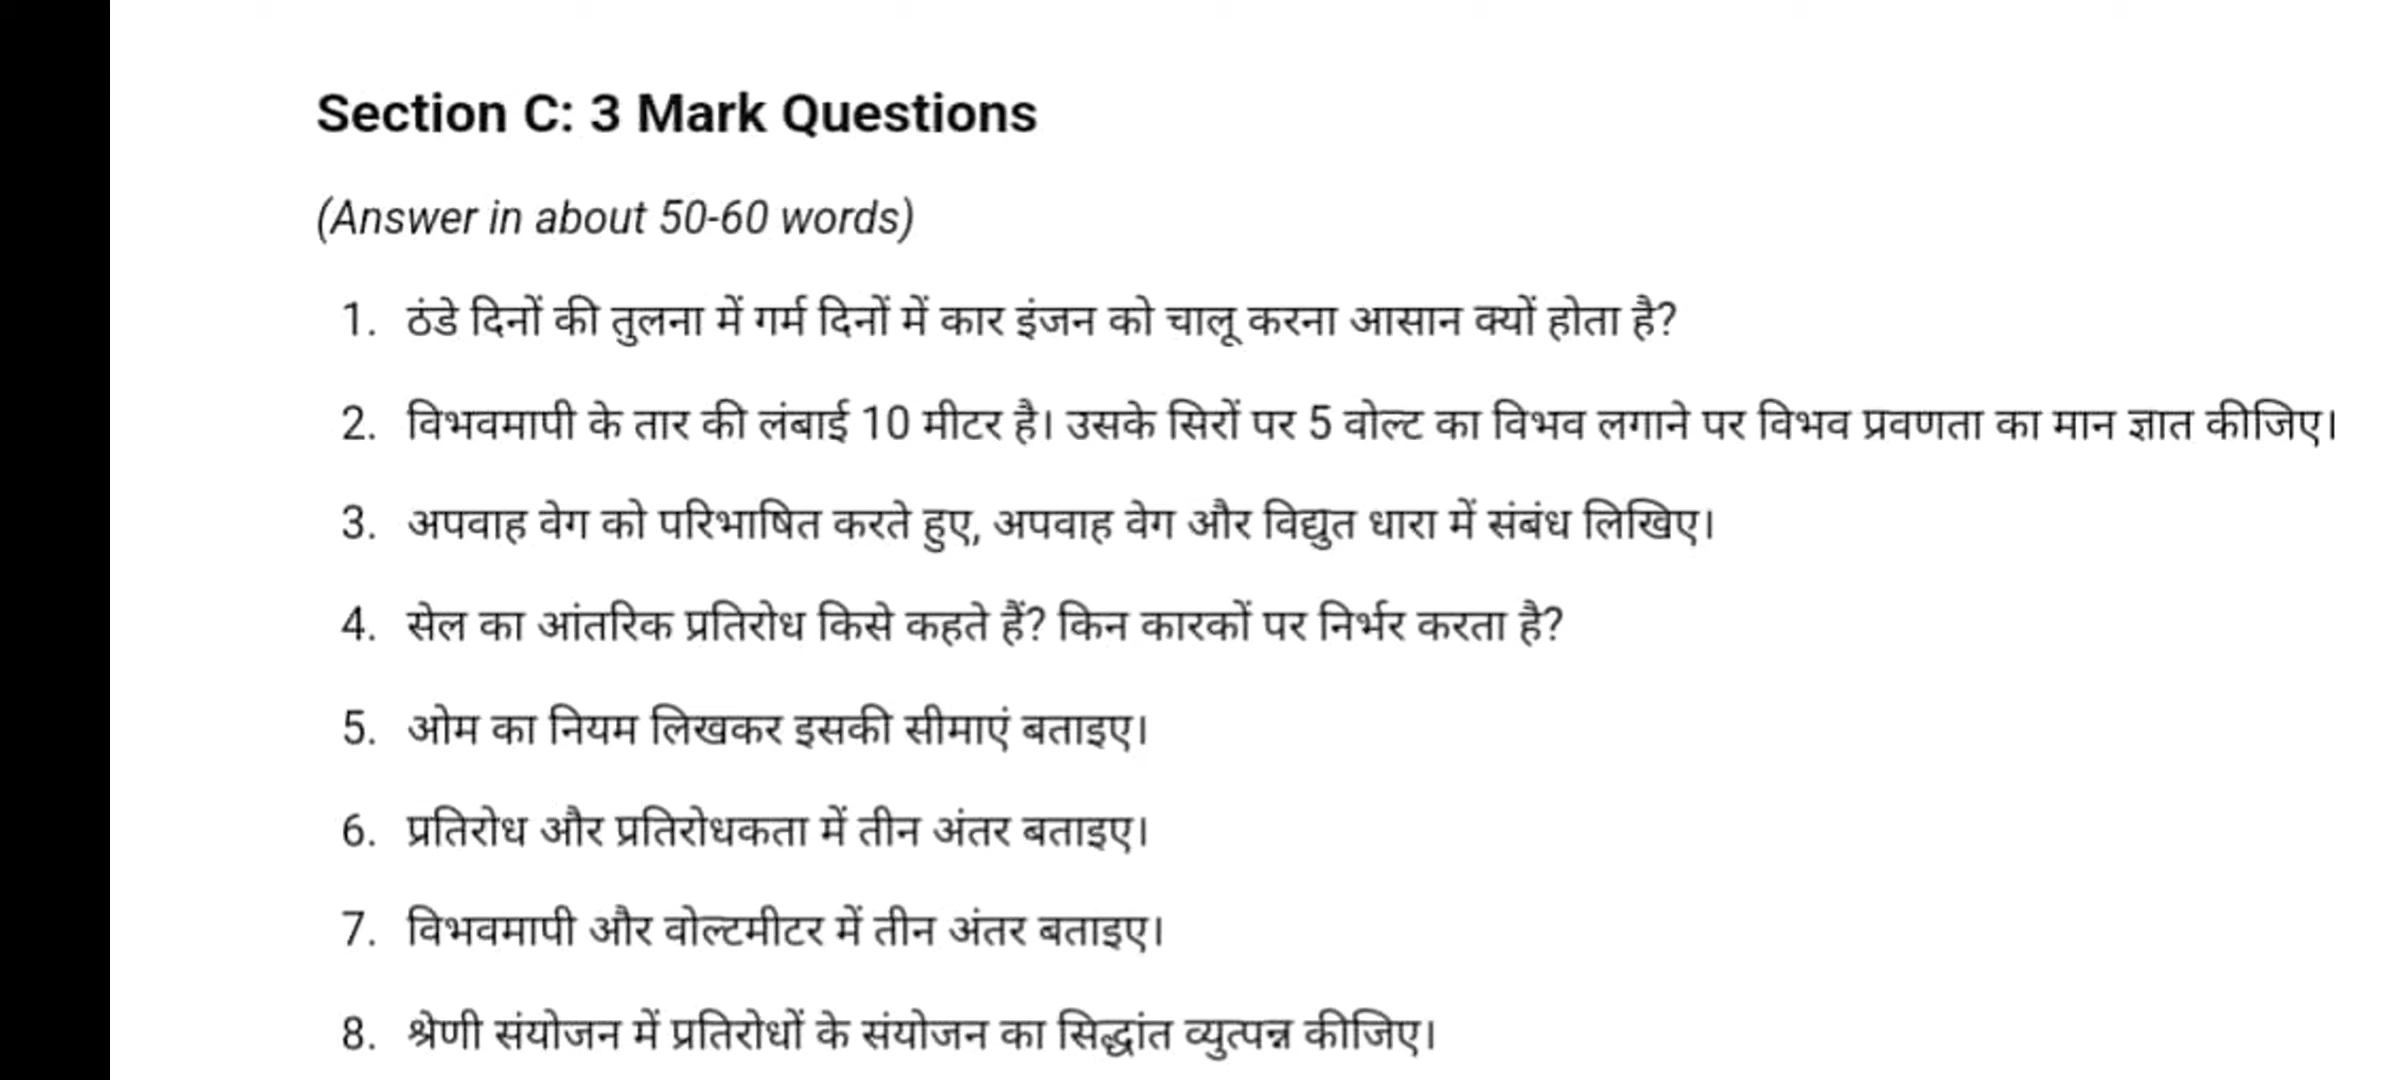 Section C: 3 Mark Questions
(Answer in about 50-60 words)
1. ठंडे दिनों की तुलना में गर्म दिनों में कार इंजन को चालू करना आसान क्यों होता है?
2. विभवमापी के तार की लंबाई 10 मीटर है। उसके सिरों पर 5 वोल्ट का विभव लगाने पर विभव प्रवणता का मान ज्ञात कीजिए।
3. अपवाह वेग को परिभाषित करते हुए, अपवाह वेग और विद्युत धारा में संबंध लिखिए।
4. सेल का आंतरिक प्रतिरोध किसे कहते हैं? किन कारकों पर निर्भर करता है?
5. ओम का नियम लिखकर इसकी सीमाएं बताइए।
6. प्रतिरोध और प्रतिरोधकता में तीन अंतर बताइए।
7. विभवमापी और वोल्टमीटर में तीन अंतर बताइए।
8. श्रेणी संयोजन में प्रतिरोधों के संयोजन का सिद्धांत व्युत्पन्न कीजिए।